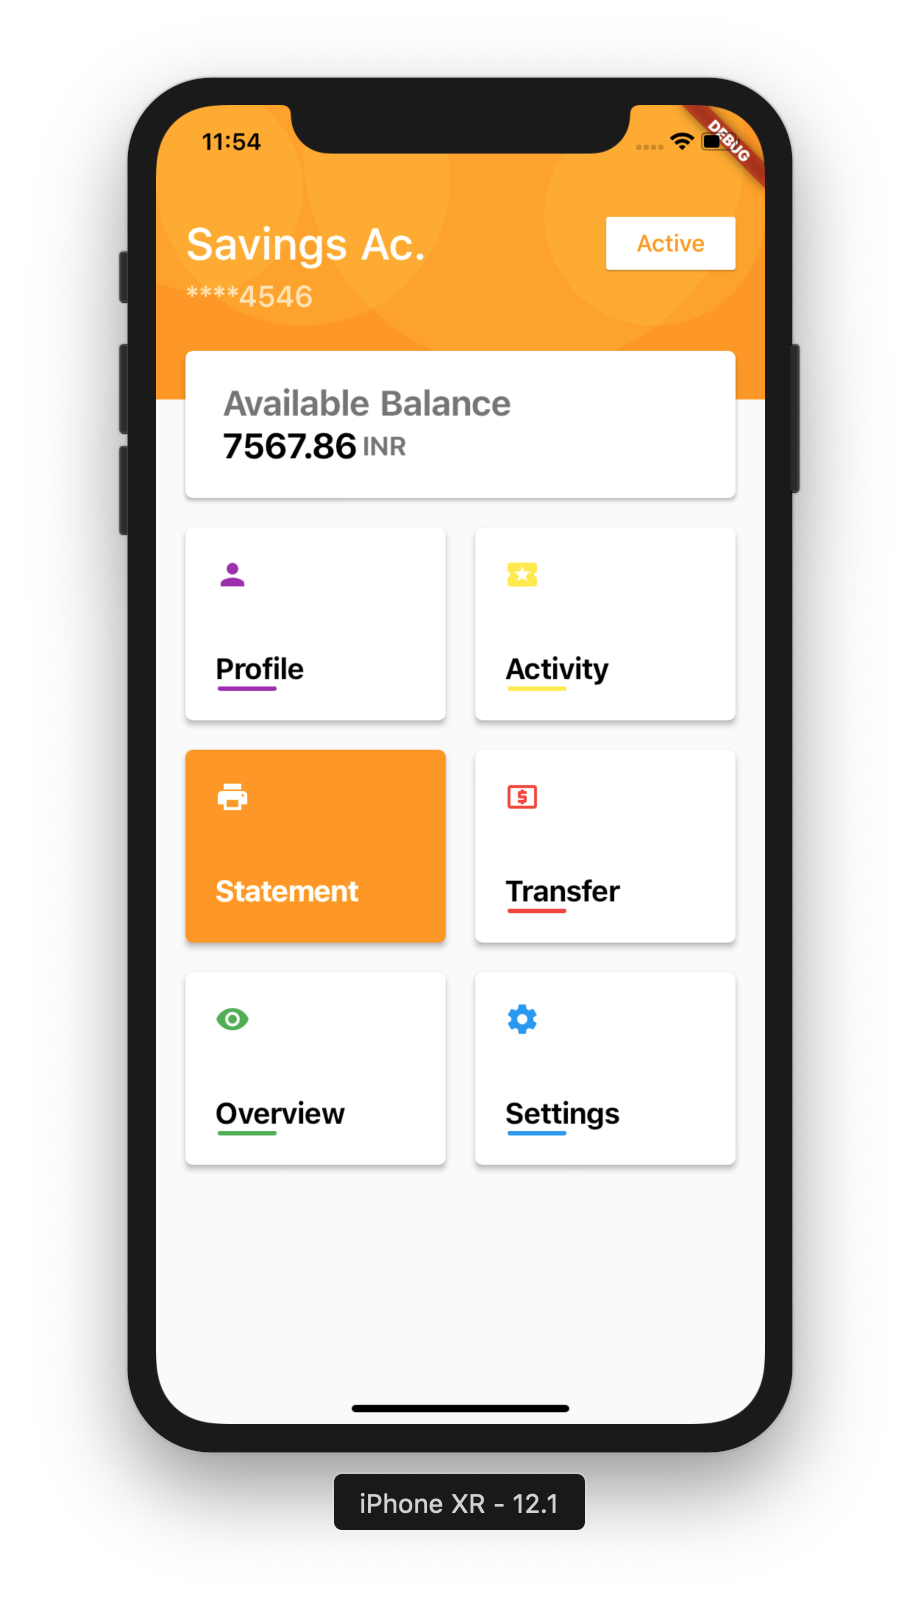 11:54
DEBUG
Savings Ac.
Active
****4546
Available Balance
7567.86 INR
Profile
Activity
Statement
Transfer
Overview
Settings
iPhone XR - 12.1